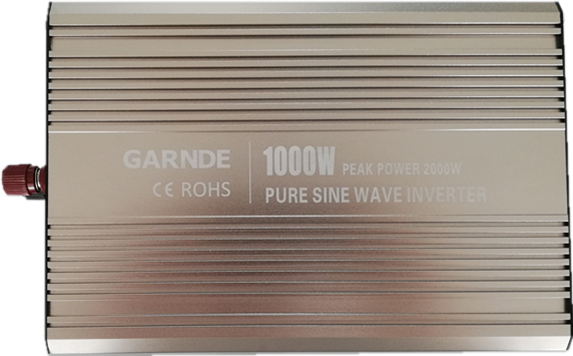 GARNDE
CE ROHS
1000W PEAK POWER 2000W
PURE SINE WAVE INVERTER